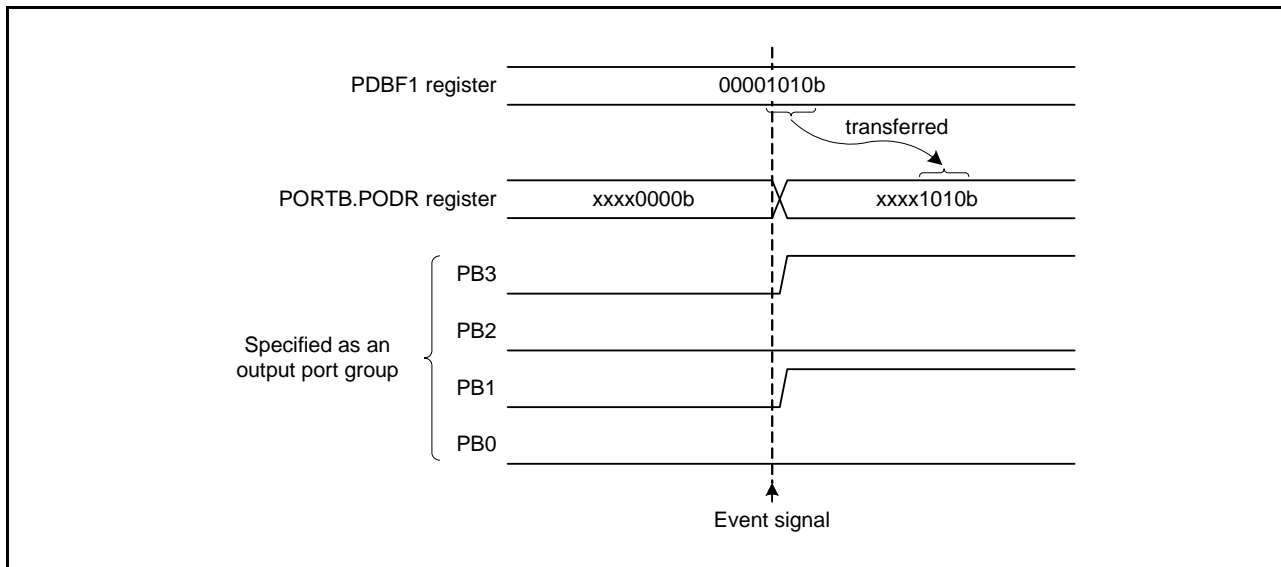 PDBF1 register
00001010b
transferred
PORTB.PODR register
xxxx0000b
xxxx1010b
PB3
PB2
Specified as an
output port group
PB1
PB0
Event signal